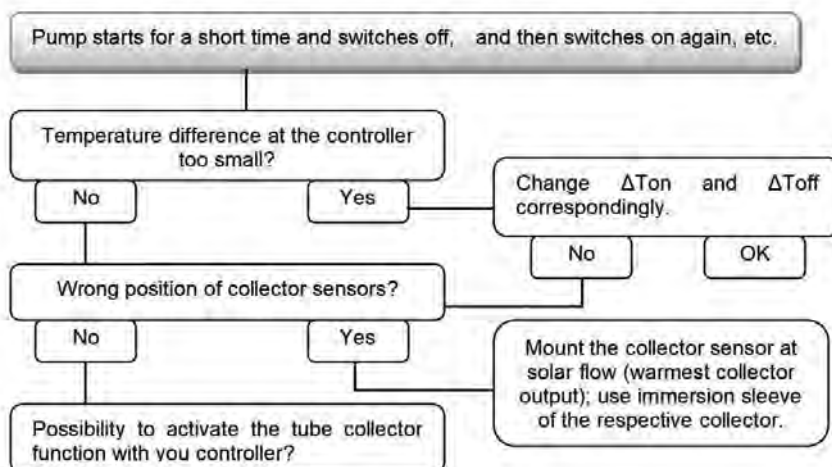 Pump starts for a short time and switches off, and then switches on again, etc.
Temperature difference at the controller
too small?
No
Yes
Change ΔTon and ΔToff
correspondingly.
No
OK
Wrong position of collector sensors?
No
Yes
Mount the collector sensor at
solar flow (warmest collector
output); use immersion sleeve
of the respective collector.
Possibility to activate the tube collector
function with you controller?